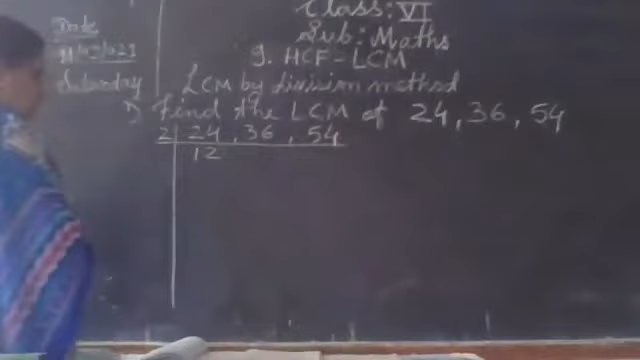 Class: VI
Sub: Maths
Date
9. HCF - LCM
Saturday
LCM by division method
1) Find the LCM of 24, 36, 54
2 24, 36, 54
12